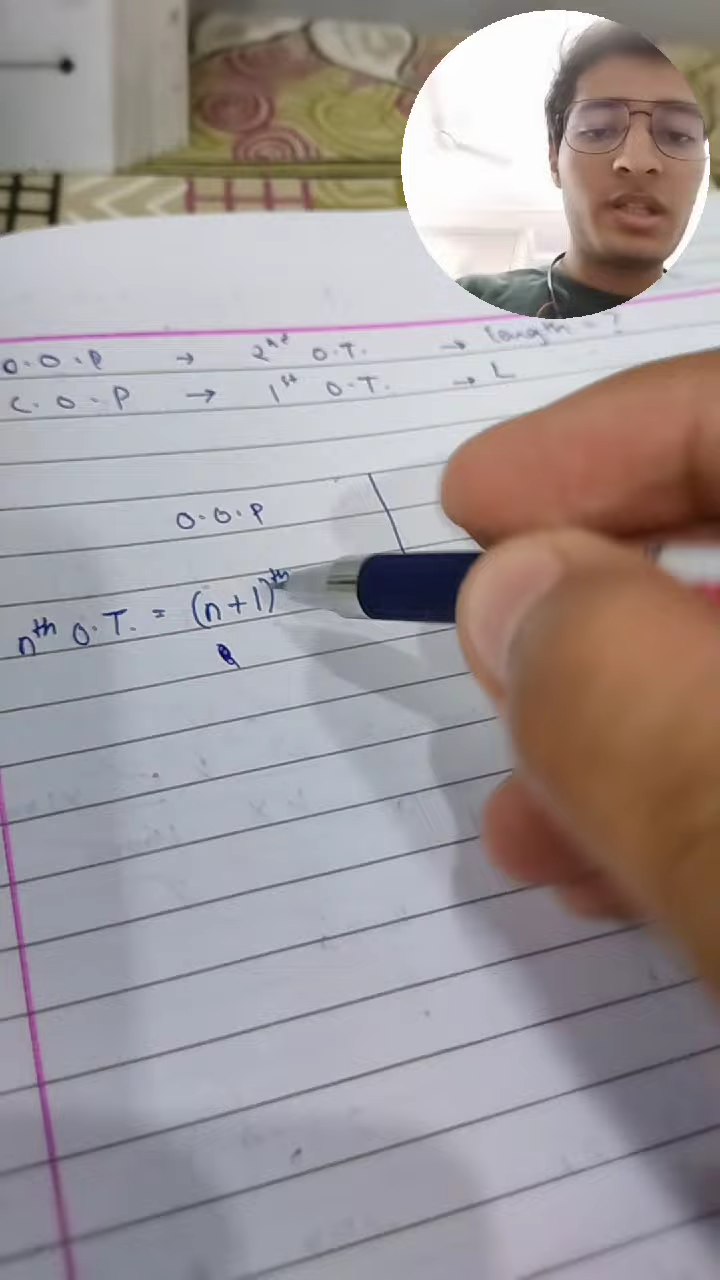 O.O.P → 2nd O.T. → Length = ?
C.O.P → 1st O.T. → L
O.O.P
nth O.T. = (n+1)th